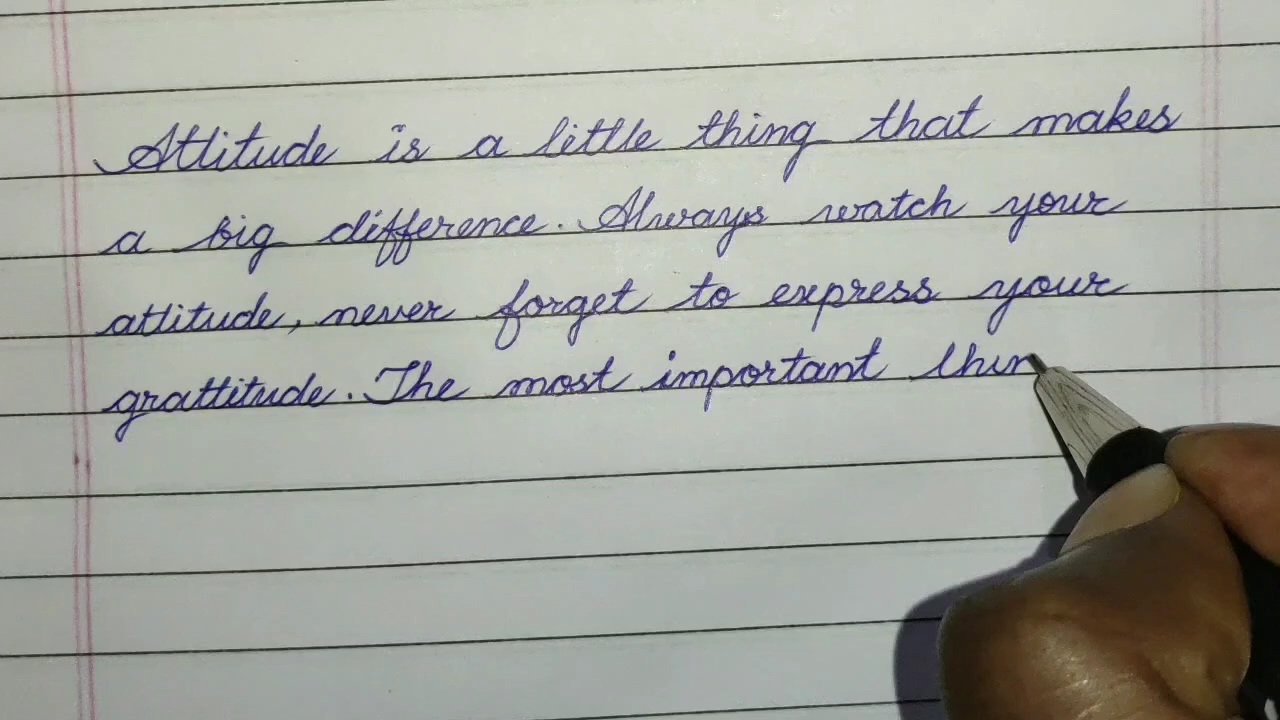 Attitude is a little thing that makes
a big difference. Always watch your
attitude, never forget to express your
grattitude. The most important thin